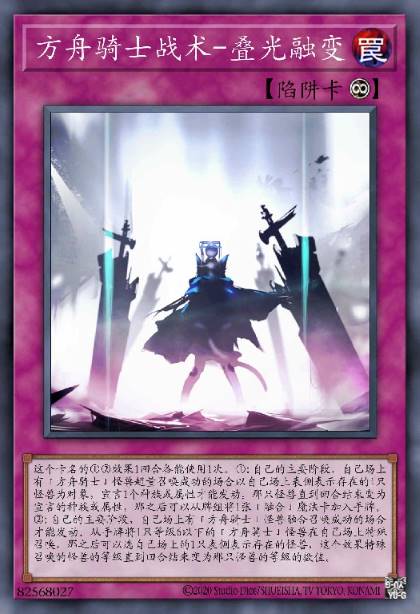 方舟骑士战术-叠光融变
罠
【陷阱卡】
这个卡名的①②效果1回合各能使用1次。①:自己的主要阶段,自己场上
有「方舟骑士」怪兽超量召唤成功的场合以自己场上表侧表示存在的1只
怪兽为对象,宣言1个种族或属性才能发动。那只怪兽直到回合结束变为
宣言的种族或属性。那之后可以从牌组将1张「融合」魔法卡加入手牌。
②:自己的主要阶段,自己场上有「方舟骑士」怪兽融合召唤成功的场合
才能发动。从手牌将1只等级6以下的「方舟骑士」怪兽在自己场上特殊
召唤。那之后可以选自己场上的1只表侧表示存在的怪兽。这个效果特殊
召唤的怪兽的等级直到回合结束变为那只怪兽的等级的数值。
82568027
©2020 Studio Dice/SHUEISHA, TV TOKYO, KONAMI